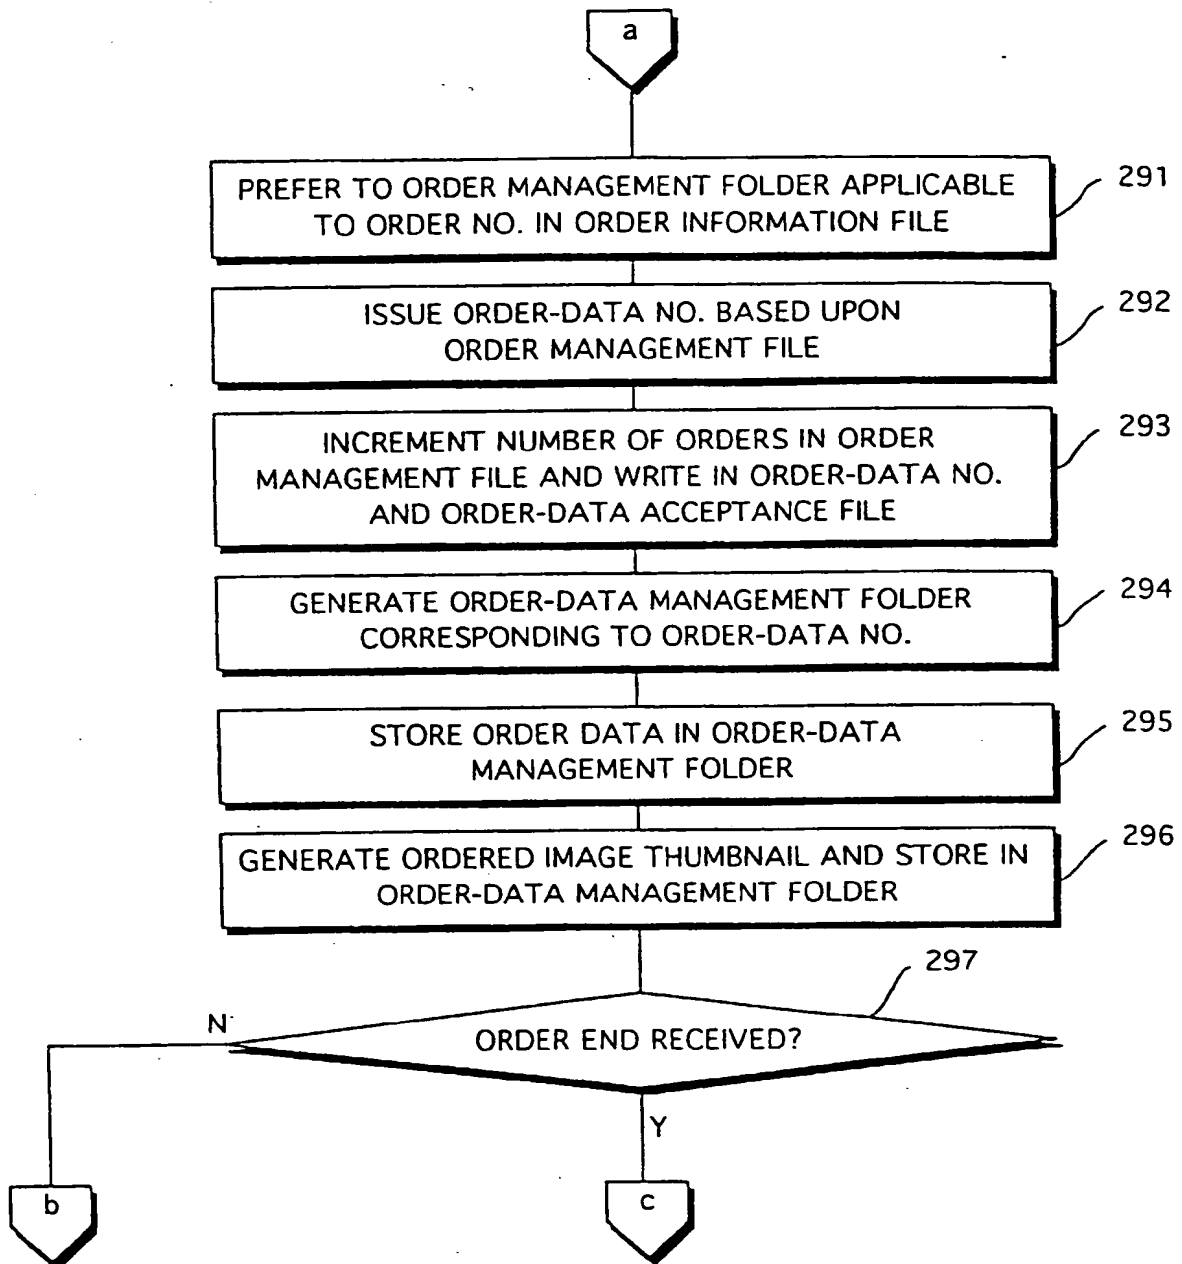 a
PREFER TO ORDER MANAGEMENT FOLDER APPLICABLE
TO ORDER NO. IN ORDER INFORMATION FILE
291
ISSUE ORDER-DATA NO. BASED UPON
ORDER MANAGEMENT FILE
292
INCREMENT NUMBER OF ORDERS IN ORDER
MANAGEMENT FILE AND WRITE IN ORDER-DATA NO.
AND ORDER-DATA ACCEPTANCE FILE
293
GENERATE ORDER-DATA MANAGEMENT FOLDER
CORRESPONDING TO ORDER-DATA NO.
294
STORE ORDER DATA IN ORDER-DATA
MANAGEMENT FOLDER
295
GENERATE ORDERED IMAGE THUMBNAIL AND STORE IN
ORDER-DATA MANAGEMENT FOLDER
296
297
ORDER END RECEIVED?
N
Y
b
c